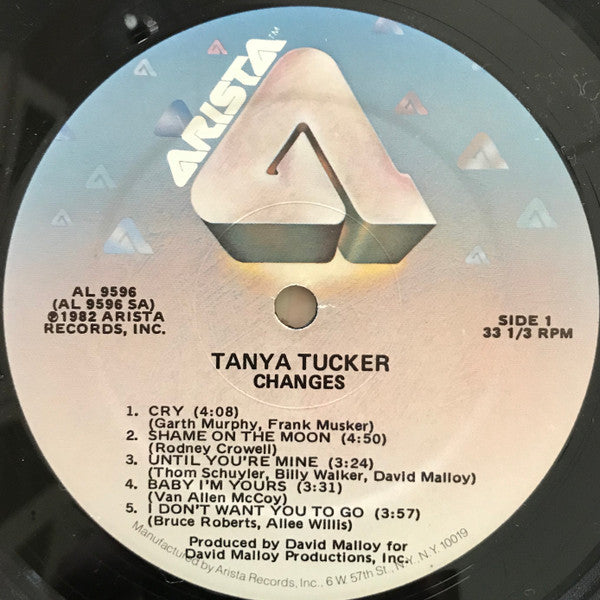 ARISTA™
AL 9596
(AL 9596 SA)
℗1982 ARISTA
RECORDS, INC.
SIDE 1
33 1/3 RPM
TANYA TUCKER
CHANGES
1. CRY (4:08)
(Garth Murphy, Frank Musker)
2. SHAME ON THE MOON (4:50)
(Rodney Crowell)
3. UNTIL YOU'RE MINE (3:24)
(Thom Schuyler, Billy Walker, David Malloy)
4. BABY I'M YOURS (3:31)
(Van Allen McCoy)
5. I DON'T WANT YOU TO GO (3:57)
(Bruce Roberts, Allee Willis)
Produced by David Malloy for
David Malloy Productions, Inc.
Manufactured by Arista Records, Inc., 6 W 57th St., N.Y. N.Y. 10019